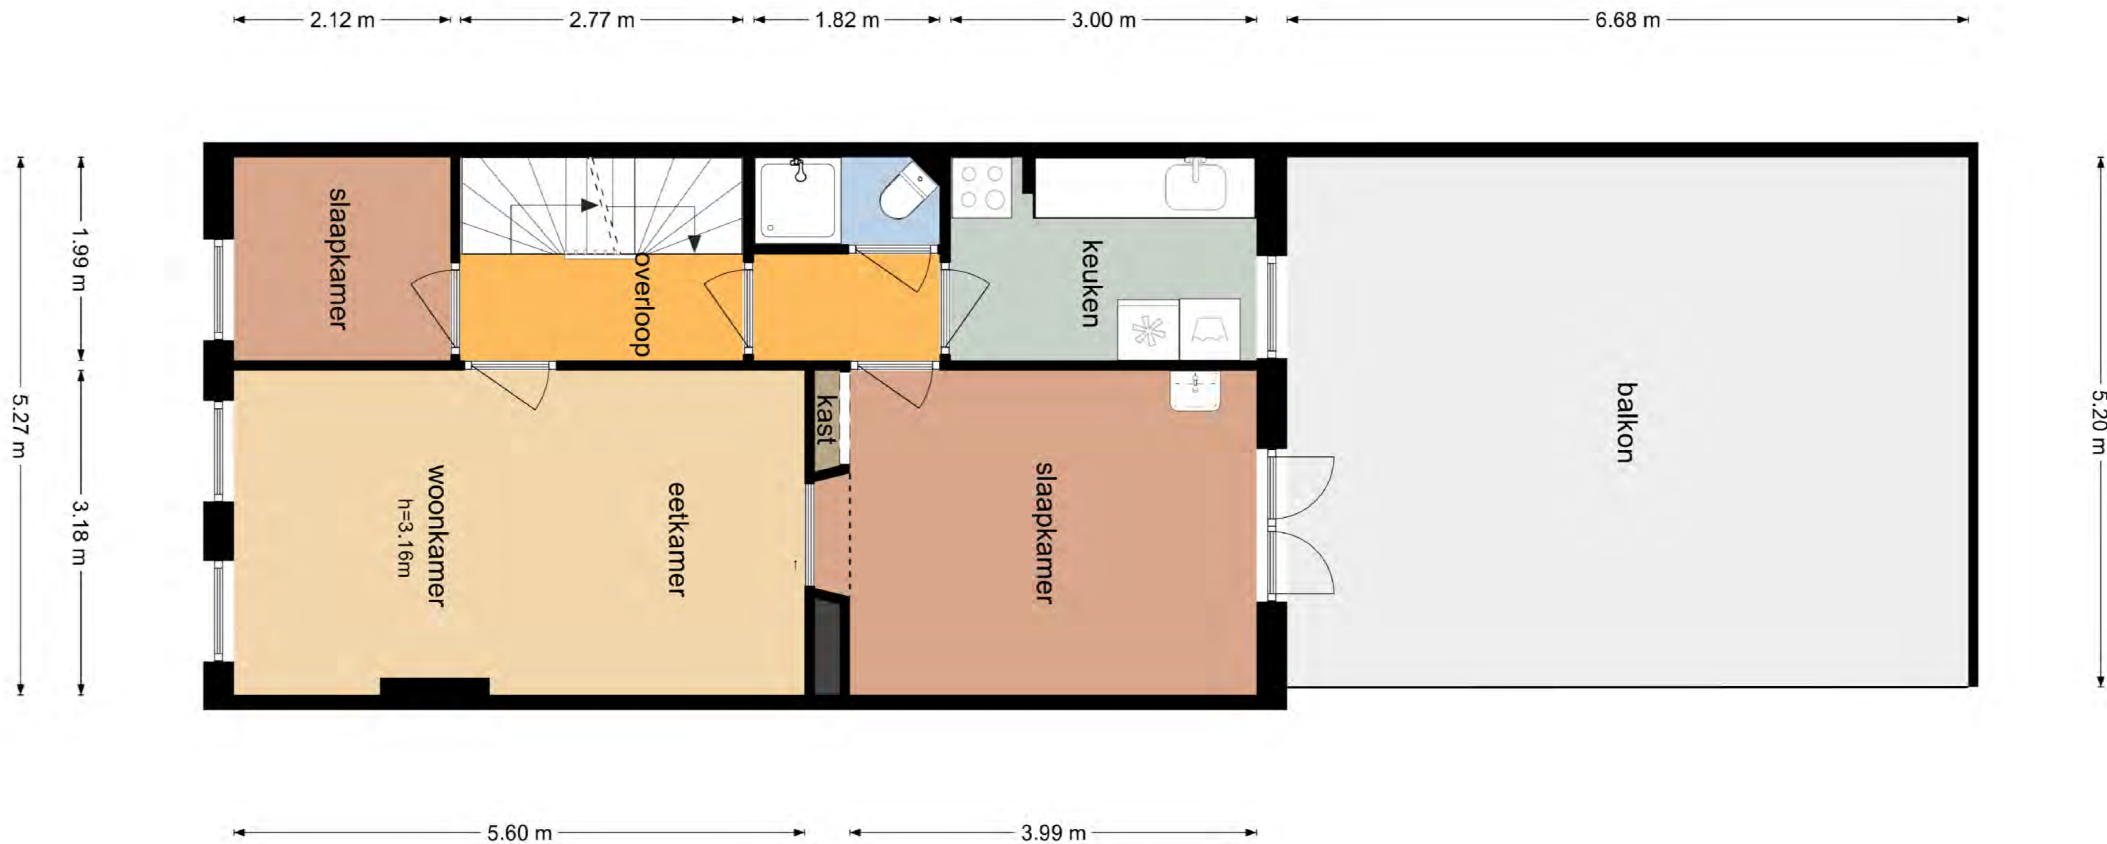 2.12 m
2.77 m
1.82 m
3.00 m
6.68 m
slaapkamer
overloop
keuken
balkon
1.99 m
5.27 m
3.18 m
5.20 m
kast
woonkamer
h=3.16m
eetkamer
slaapkamer
5.60 m
3.99 m